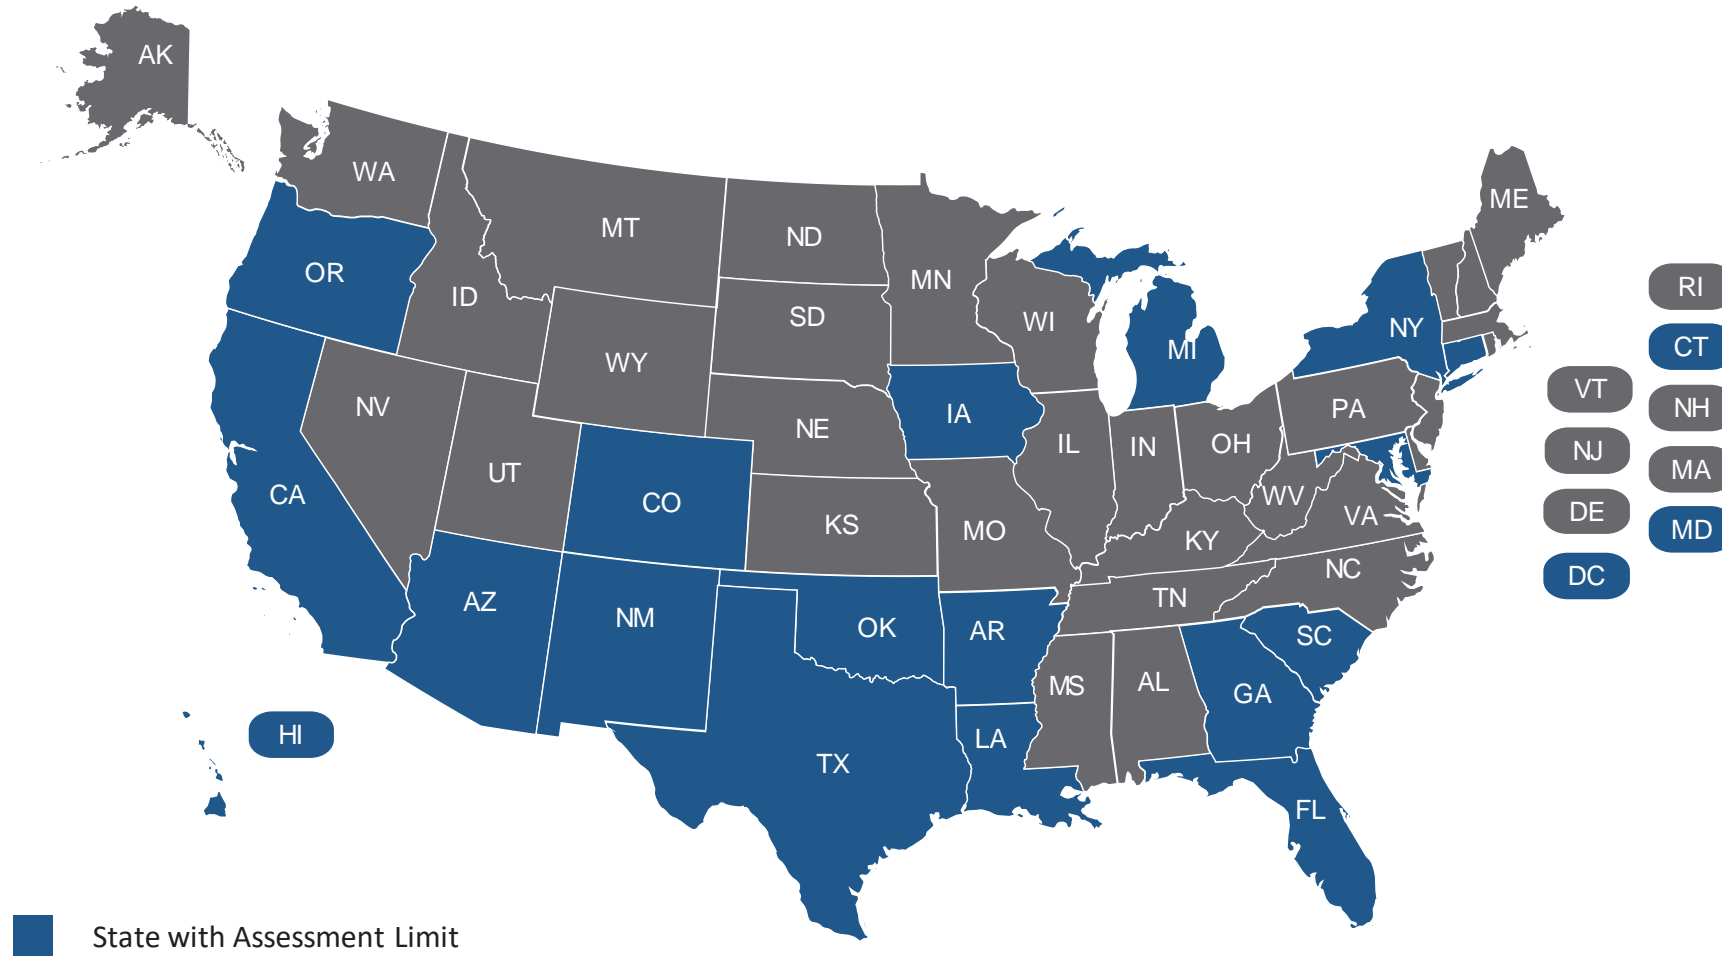 AK
WA
MT
ND
MN
ME
OR
ID
SD
WI
MI
NY
RI
CT
WY
NV
NE
IA
PA
VT
NH
UT
CO
IL
IN
OH
NJ
MA
CA
KS
MO
WV
VA
DE
MD
KY
NC
DC
AZ
NM
OK
AR
TN
SC
MS
AL
GA
HI
TX
LA
FL
State with Assessment Limit